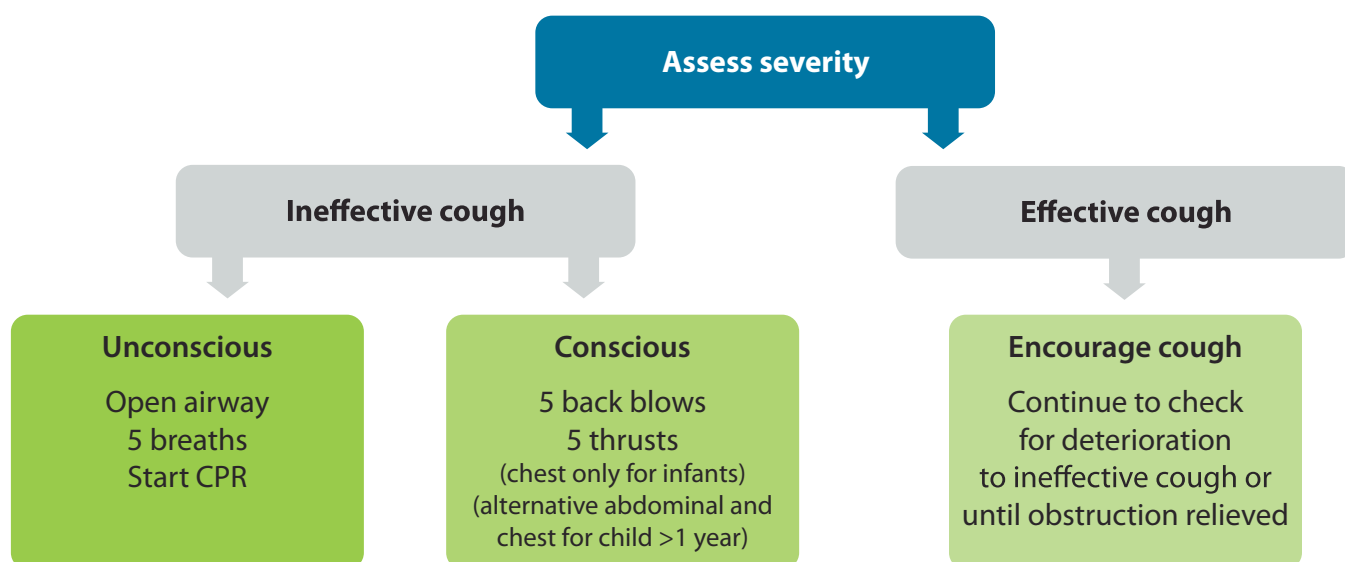 Assess severity
Ineffective cough
Effective cough
Unconscious
Open airway
5 breaths
Start CPR
Conscious
5 back blows
5 thrusts
(chest only for infants)
(alternative abdominal and
chest for child >1 year)
Encourage cough
Continue to check
for deterioration
to ineffective cough or
until obstruction relieved